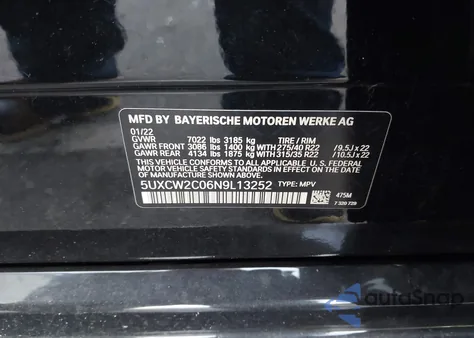 MFD BY BAYERISCHE MOTOREN WERKE AG
01/22
GVWR 7022 lbs 3185 kg TIRE / RIM
GAWR FRONT 3086 lbs 1400 kg 275/40 R22 /9.5J x 22
GAWR REAR 4134 lbs 1875 kg 315/35 R22 /10.5J x 22
THIS VEHICLE CONFORMS TO ALL APPLICABLE U. S. FEDERAL
MOTOR VEHICLE SAFETY STANDARDS IN EFFECT ON THE
DATE OF MANUFACTURE SHOWN ABOVE.
5UXCW2C06N9L13252 TYPE: MPV
475M
7 320 729
autoSnap